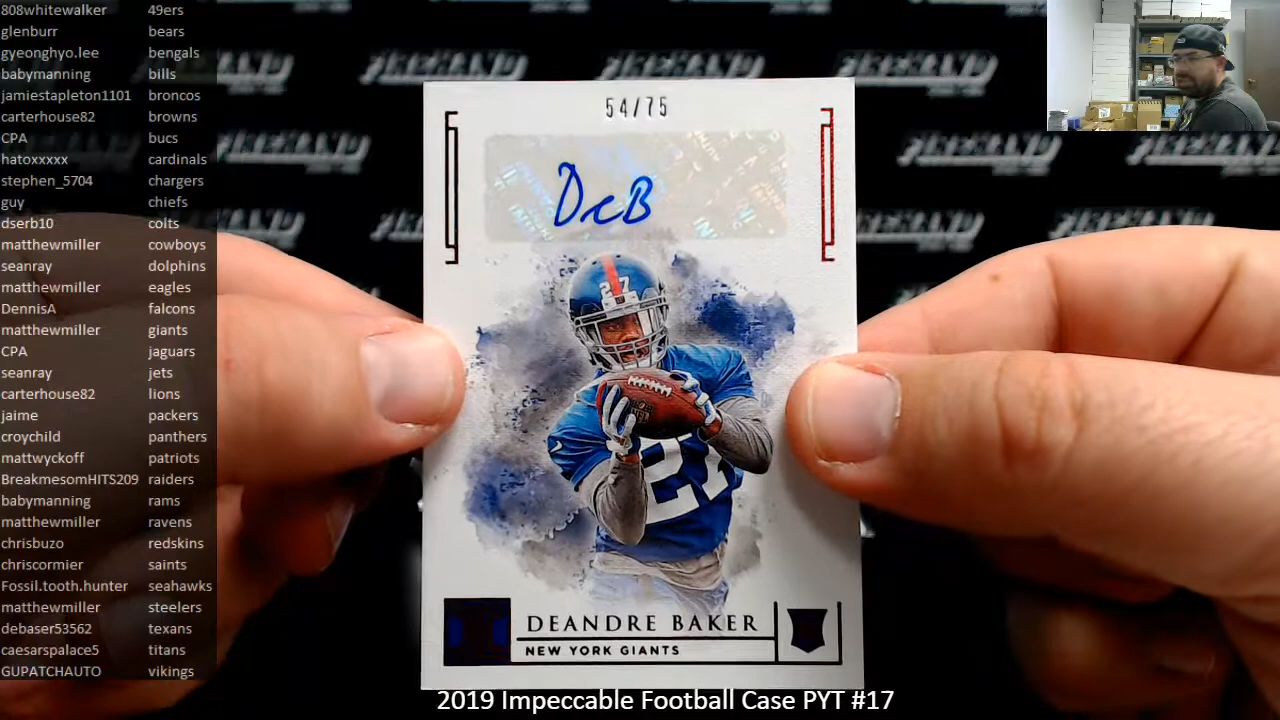 808whitewalker 49ers
glenburr bears
gyeonghyo.lee bengals
babymanning bills
jamiestapleton1101 broncos
carterhouse82 browns
CPA bucs
hatoxxxxx cardinals
stephen_5704 chargers
guy chiefs
dserb10 colts
matthewmiller cowboys
seanray dolphins
matthewmiller eagles
DennisA falcons
matthewmiller giants
CPA jaguars
seanray jets
carterhouse82 lions
jaime packers
croychild panthers
mattwyckoff patriots
BreakmesomHITS209 raiders
babymanning rams
matthewmiller ravens
chrisbuzo redskins
chriscormier saints
Fossil.tooth.hunter seahawks
matthewmiller steelers
debaser53562 texans
caesarspalace5 titans
GUPATCHAUTO vikings
54/75
DeB
27
27
DEANDRE BAKER
NEW YORK GIANTS
2019 Impeccable Football Case PYT #17